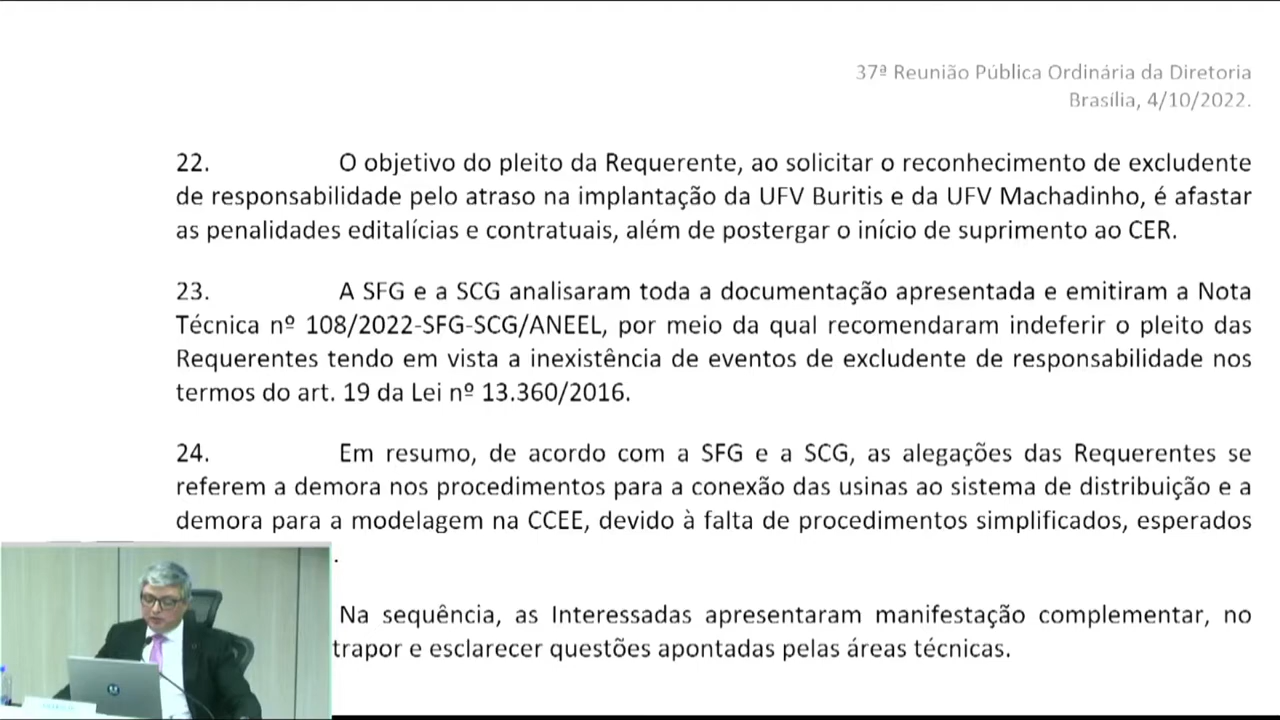 37ª Reunião Pública Ordinária da Diretoria
Brasília, 4/10/2022.
22. O objetivo do pleito da Requerente, ao solicitar o reconhecimento de excludente
de responsabilidade pelo atraso na implantação da UFV Buritis e da UFV Machadinho, é afastar
as penalidades editalícias e contratuais, além de postergar o início de suprimento ao CER.
23. A SFG e a SCG analisaram toda a documentação apresentada e emitiram a Nota
Técnica nº 108/2022-SFG-SCG/ANEEL, por meio da qual recomendaram indeferir o pleito das
Requerentes tendo em vista a inexistência de eventos de excludente de responsabilidade nos
termos do art. 19 da Lei nº 13.360/2016.
24. Em resumo, de acordo com a SFG e a SCG, as alegações das Requerentes se
referem a demora nos procedimentos para a conexão das usinas ao sistema de distribuição e a
demora para a modelagem na CCEE, devido à falta de procedimentos simplificados, esperados
.
Na sequência, as Interessadas apresentaram manifestação complementar, no
trapor e esclarecer questões apontadas pelas áreas técnicas.